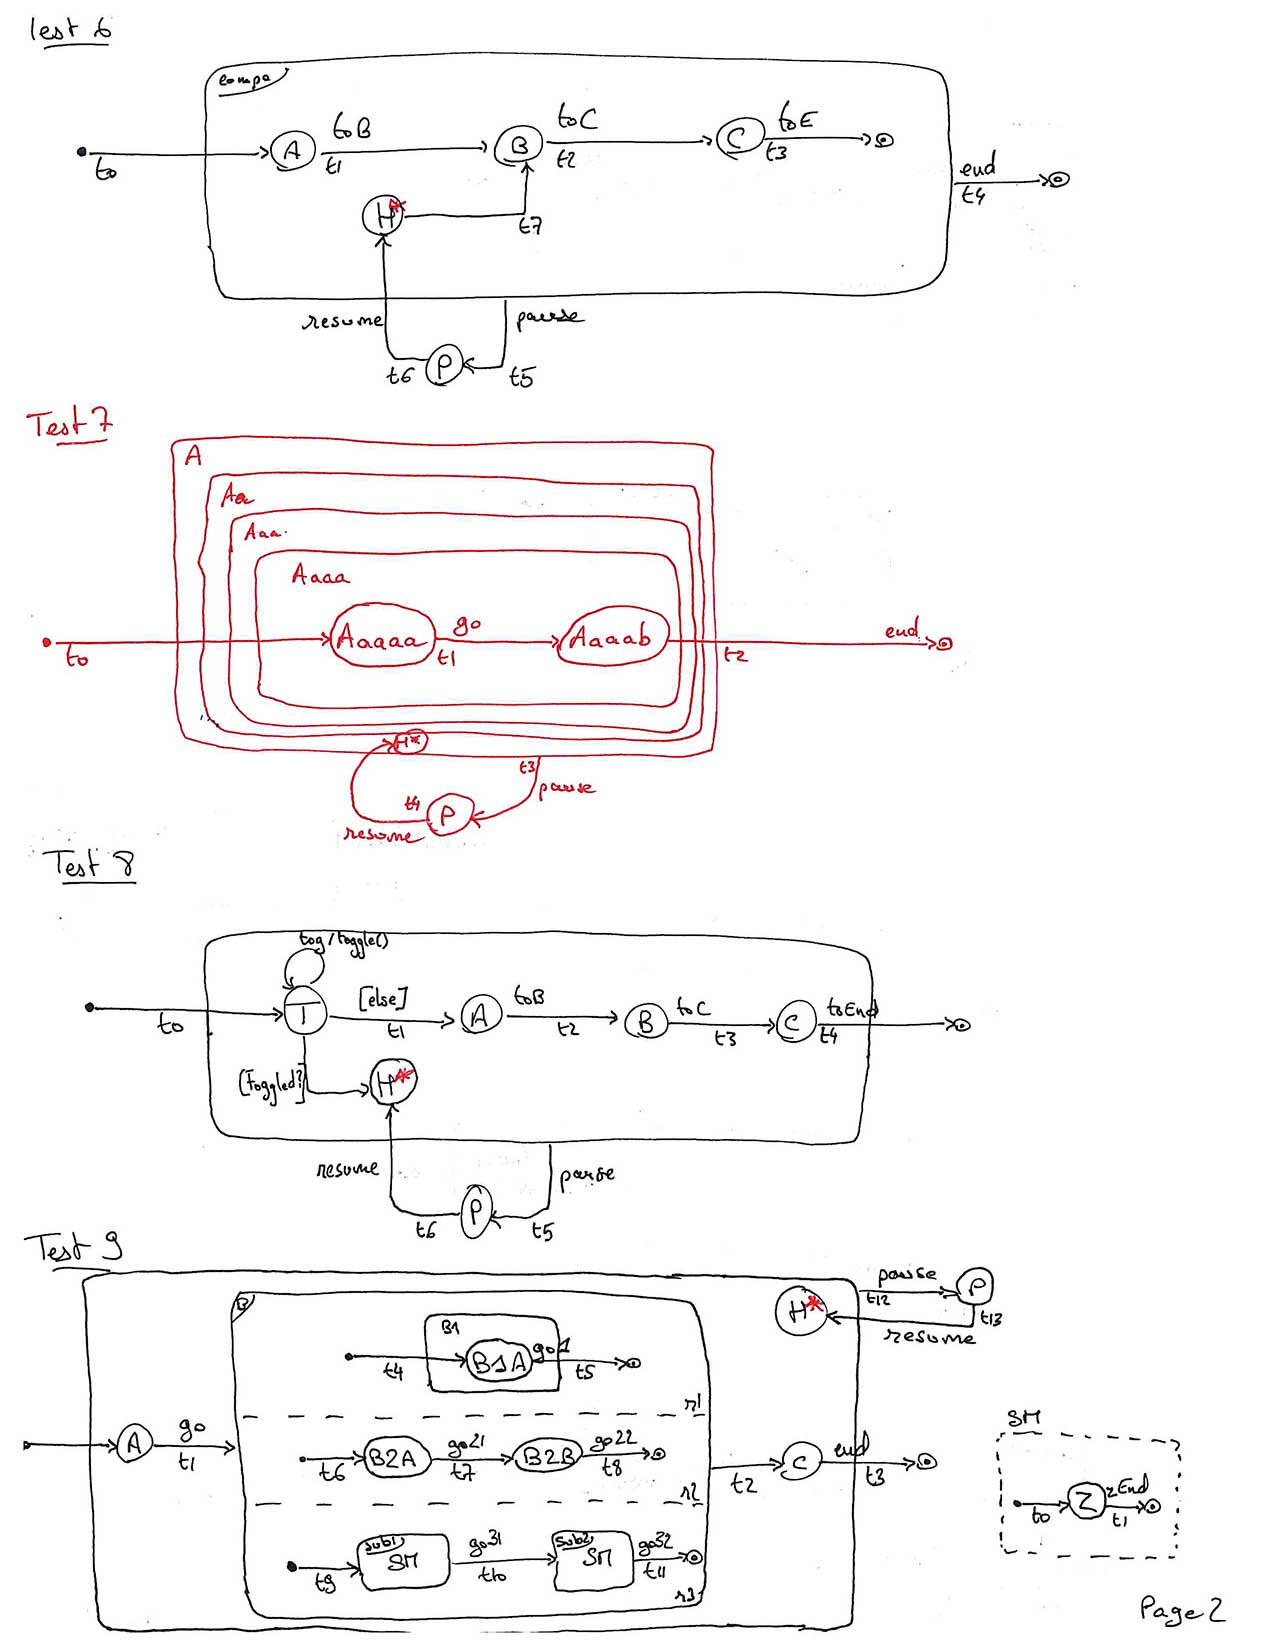 Test 6
compo
t0
A
toB
t1
B
toC
t2
C
toE
t3
end
t4
H*
t7
resume
pause
t6
P
t5
Test 7
A
Aa
Aaa
Aaaa
t0
Aaaaa
go
t1
Aaaab
t2
end
H*
t3
pause
t4
P
resume
Test 8
tog/toggle()
t0
T
[else]
t1
A
toB
t2
B
toC
t3
C
toEnd
t4
[toggled?]
H*
resume
pause
t6
P
t5
Test 9
B
B1
t4
B1A
go1
t5
r1
H*
pause
t12
P
t13
resume
A
go
t1
t6
B2A
go21
t7
B2B
go22
t8
r2
t2
C
end
t3
sub1
SM
t9
go31
t10
sub2
SM
go32
t11
r3
SM
t0
Z
zEnd
t1
Page 2